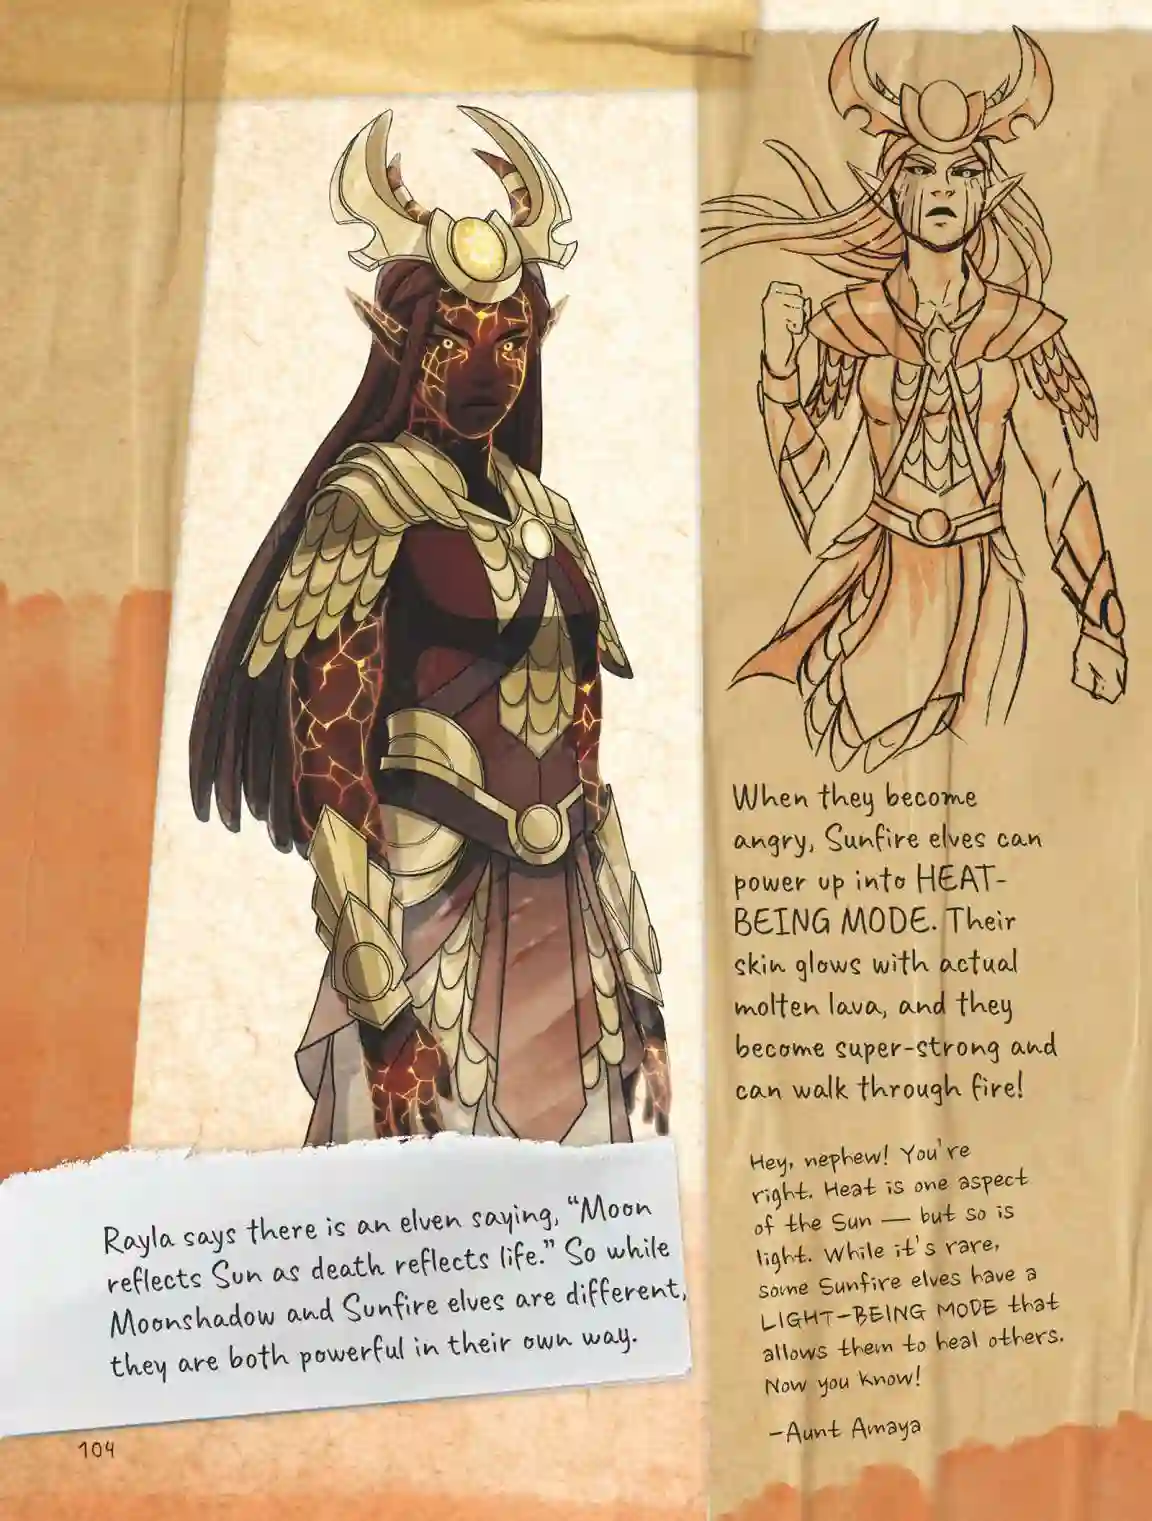 When they become
angry, Sunfire elves can
power up into HEAT-
BEING MODE. Their
skin glows with actual
molten lava, and they
become super-strong and
can walk through fire!
Hey, nephew! You're
right. Heat is one aspect
of the Sun — but so is
light. While it's rare,
some Sunfire elves have a
LIGHT-BEING MODE that
allows them to heal others.
Now you know!
-Aunt Amaya
Rayla says there is an elven saying, “Moon
reflects Sun as death reflects life.” So while
Moonshadow and Sunfire elves are different,
they are both powerful in their own way.
104